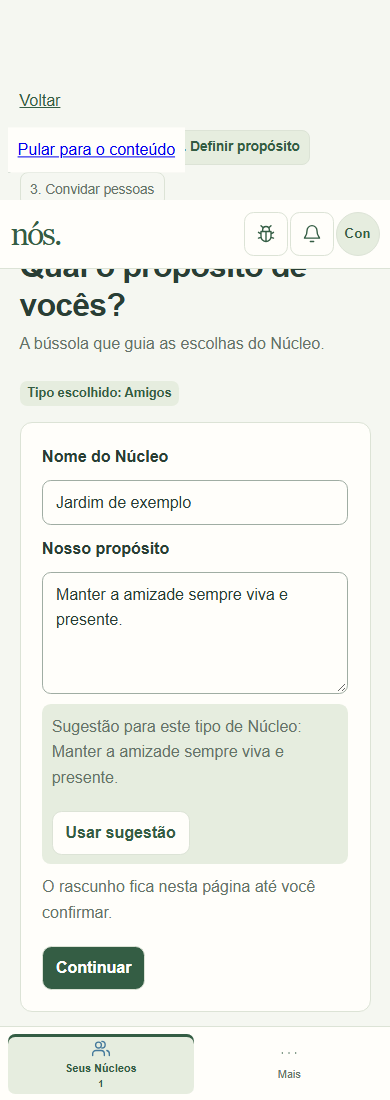 Voltar
Pular para o conteúdo
Definir propósito
3. Convidar pessoas
nós.
Con
Qual o propósito de
vocês?
A bússola que guia as escolhas do Núcleo.
Tipo escolhido: Amigos
Nome do Núcleo
Jardim de exemplo
Nosso propósito
Manter a amizade sempre viva e
presente.
Sugestão para este tipo de Núcleo:
Manter a amizade sempre viva e
presente.
Usar sugestão
O rascunho fica nesta página até você
confirmar.
Continuar
Seus Núcleos
1
...
Mais